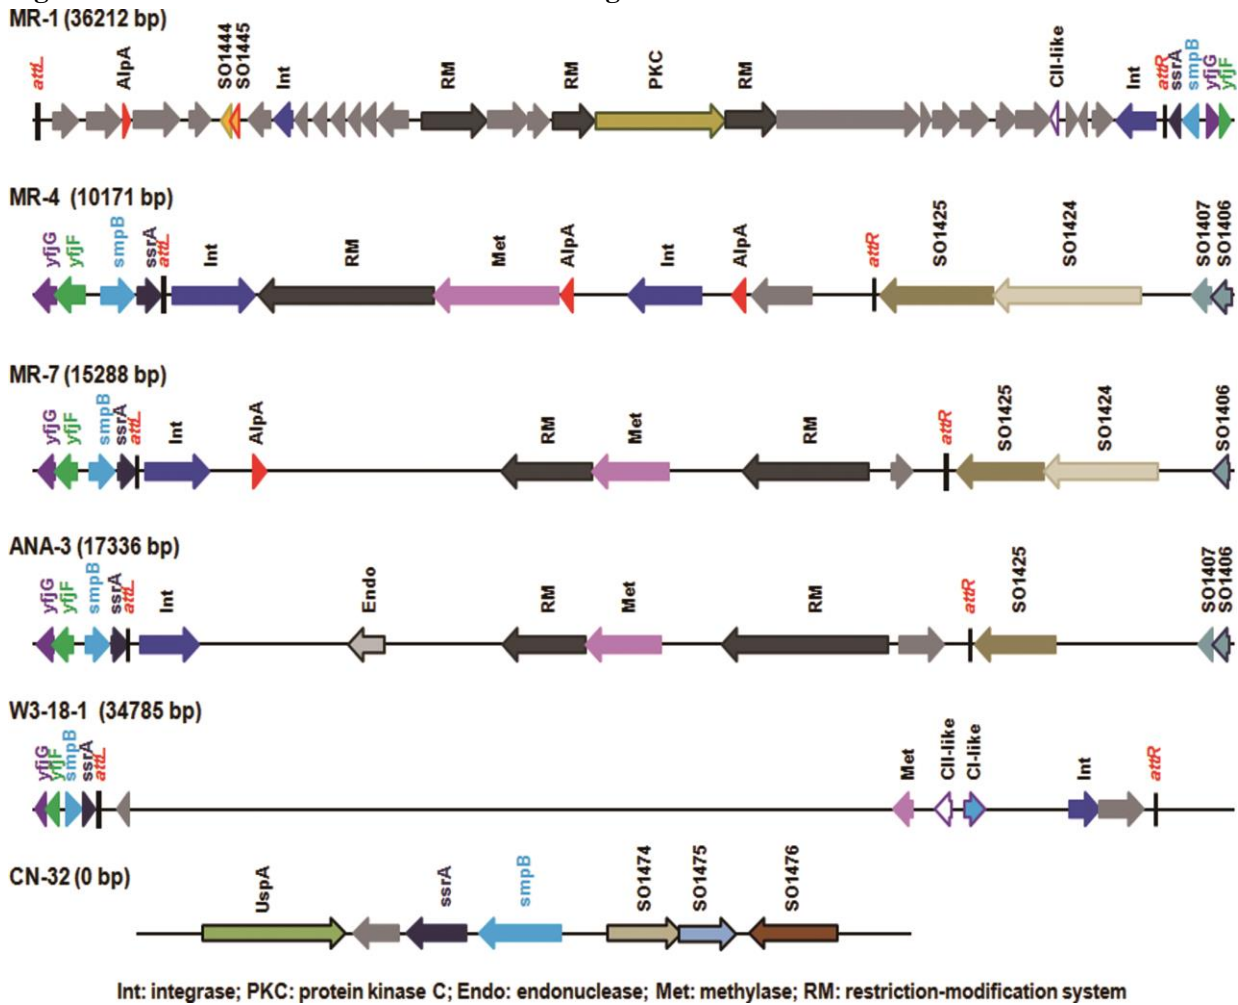 MR-1 (36212 bp)
attL AlpA SO1444 SO1445 Int RM RM PKC RM CII-like Int attR ssrA smpB yfjG yfjF
MR-4 (10171 bp)
yfjG yfjF smpB ssrA attL Int RM Met AlpA Int AlpA attR SO1425 SO1424 SO1407 SO1406
MR-7 (15288 bp)
yfjG yfjF smpB ssrA attL Int AlpA RM Met RM attR SO1425 SO1424 SO1406
ANA-3 (17336 bp)
yfjG yfjF smpB ssrA attL Int Endo RM Met RM attR SO1425 SO1407 SO1406
W3-18-1 (34785 bp)
yfjG yfjF smpB ssrA attL Met CII-like CI-like Int attR
CN-32 (0 bp)
UspA ssrA smpB SO1474 SO1475 SO1476
Int: integrase; PKC: protein kinase C; Endo: endonuclease; Met: methylase; RM: restriction-modification system